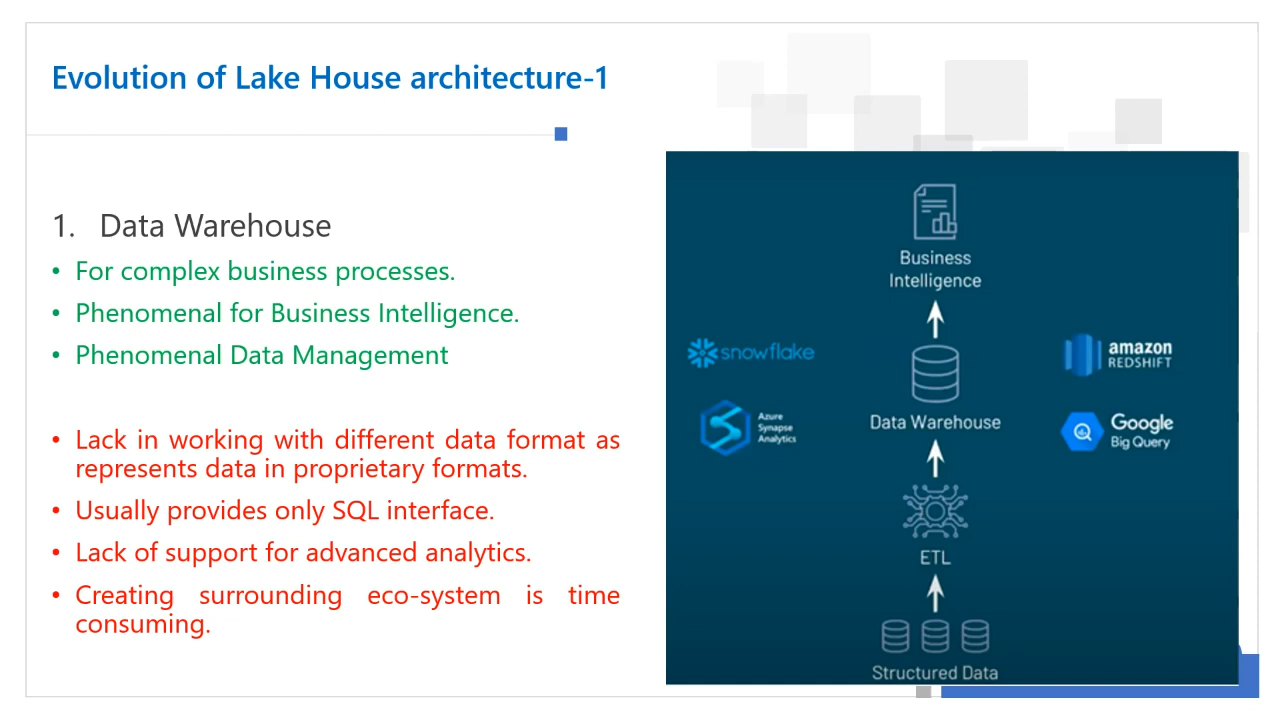 Evolution of Lake House architecture-1
1. Data Warehouse
• For complex business processes.
• Phenomenal for Business Intelligence.
• Phenomenal Data Management
• Lack in working with different data format as
represents data in proprietary formats.
• Usually provides only SQL interface.
• Lack of support for advanced analytics.
• Creating surrounding eco-system is time
consuming.
Business
Intelligence
snowflake
amazon
REDSHIFT
Azure
Synapse
Analytics
Data Warehouse
Google
Big Query
ETL
Structured Data